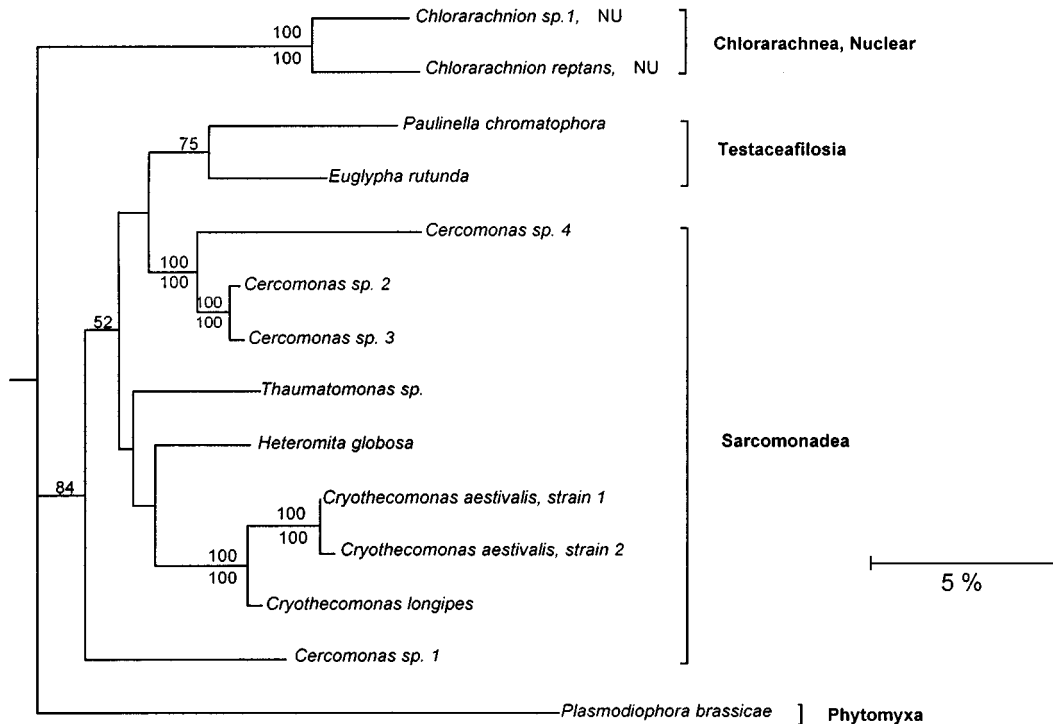 Chlorarachnion sp.1, NU
100
100
Chlorarachnea, Nuclear
Chlorarachnion reptans, NU
Paulinella chromatophora
75
Testaceafilosia
Euglypha rutunda
Cercomonas sp. 4
100
100
Cercomonas sp. 2
100
100
52
Cercomonas sp. 3
Thaumatomonas sp.
Heteromita globosa
Sarcomonadea
84
Cryothecomonas aestivalis, strain 1
100
100
Cryothecomonas aestivalis, strain 2
100
100
5 %
Cryothecomonas longipes
Cercomonas sp. 1
Plasmodiophora brassicae
Phytomyxa